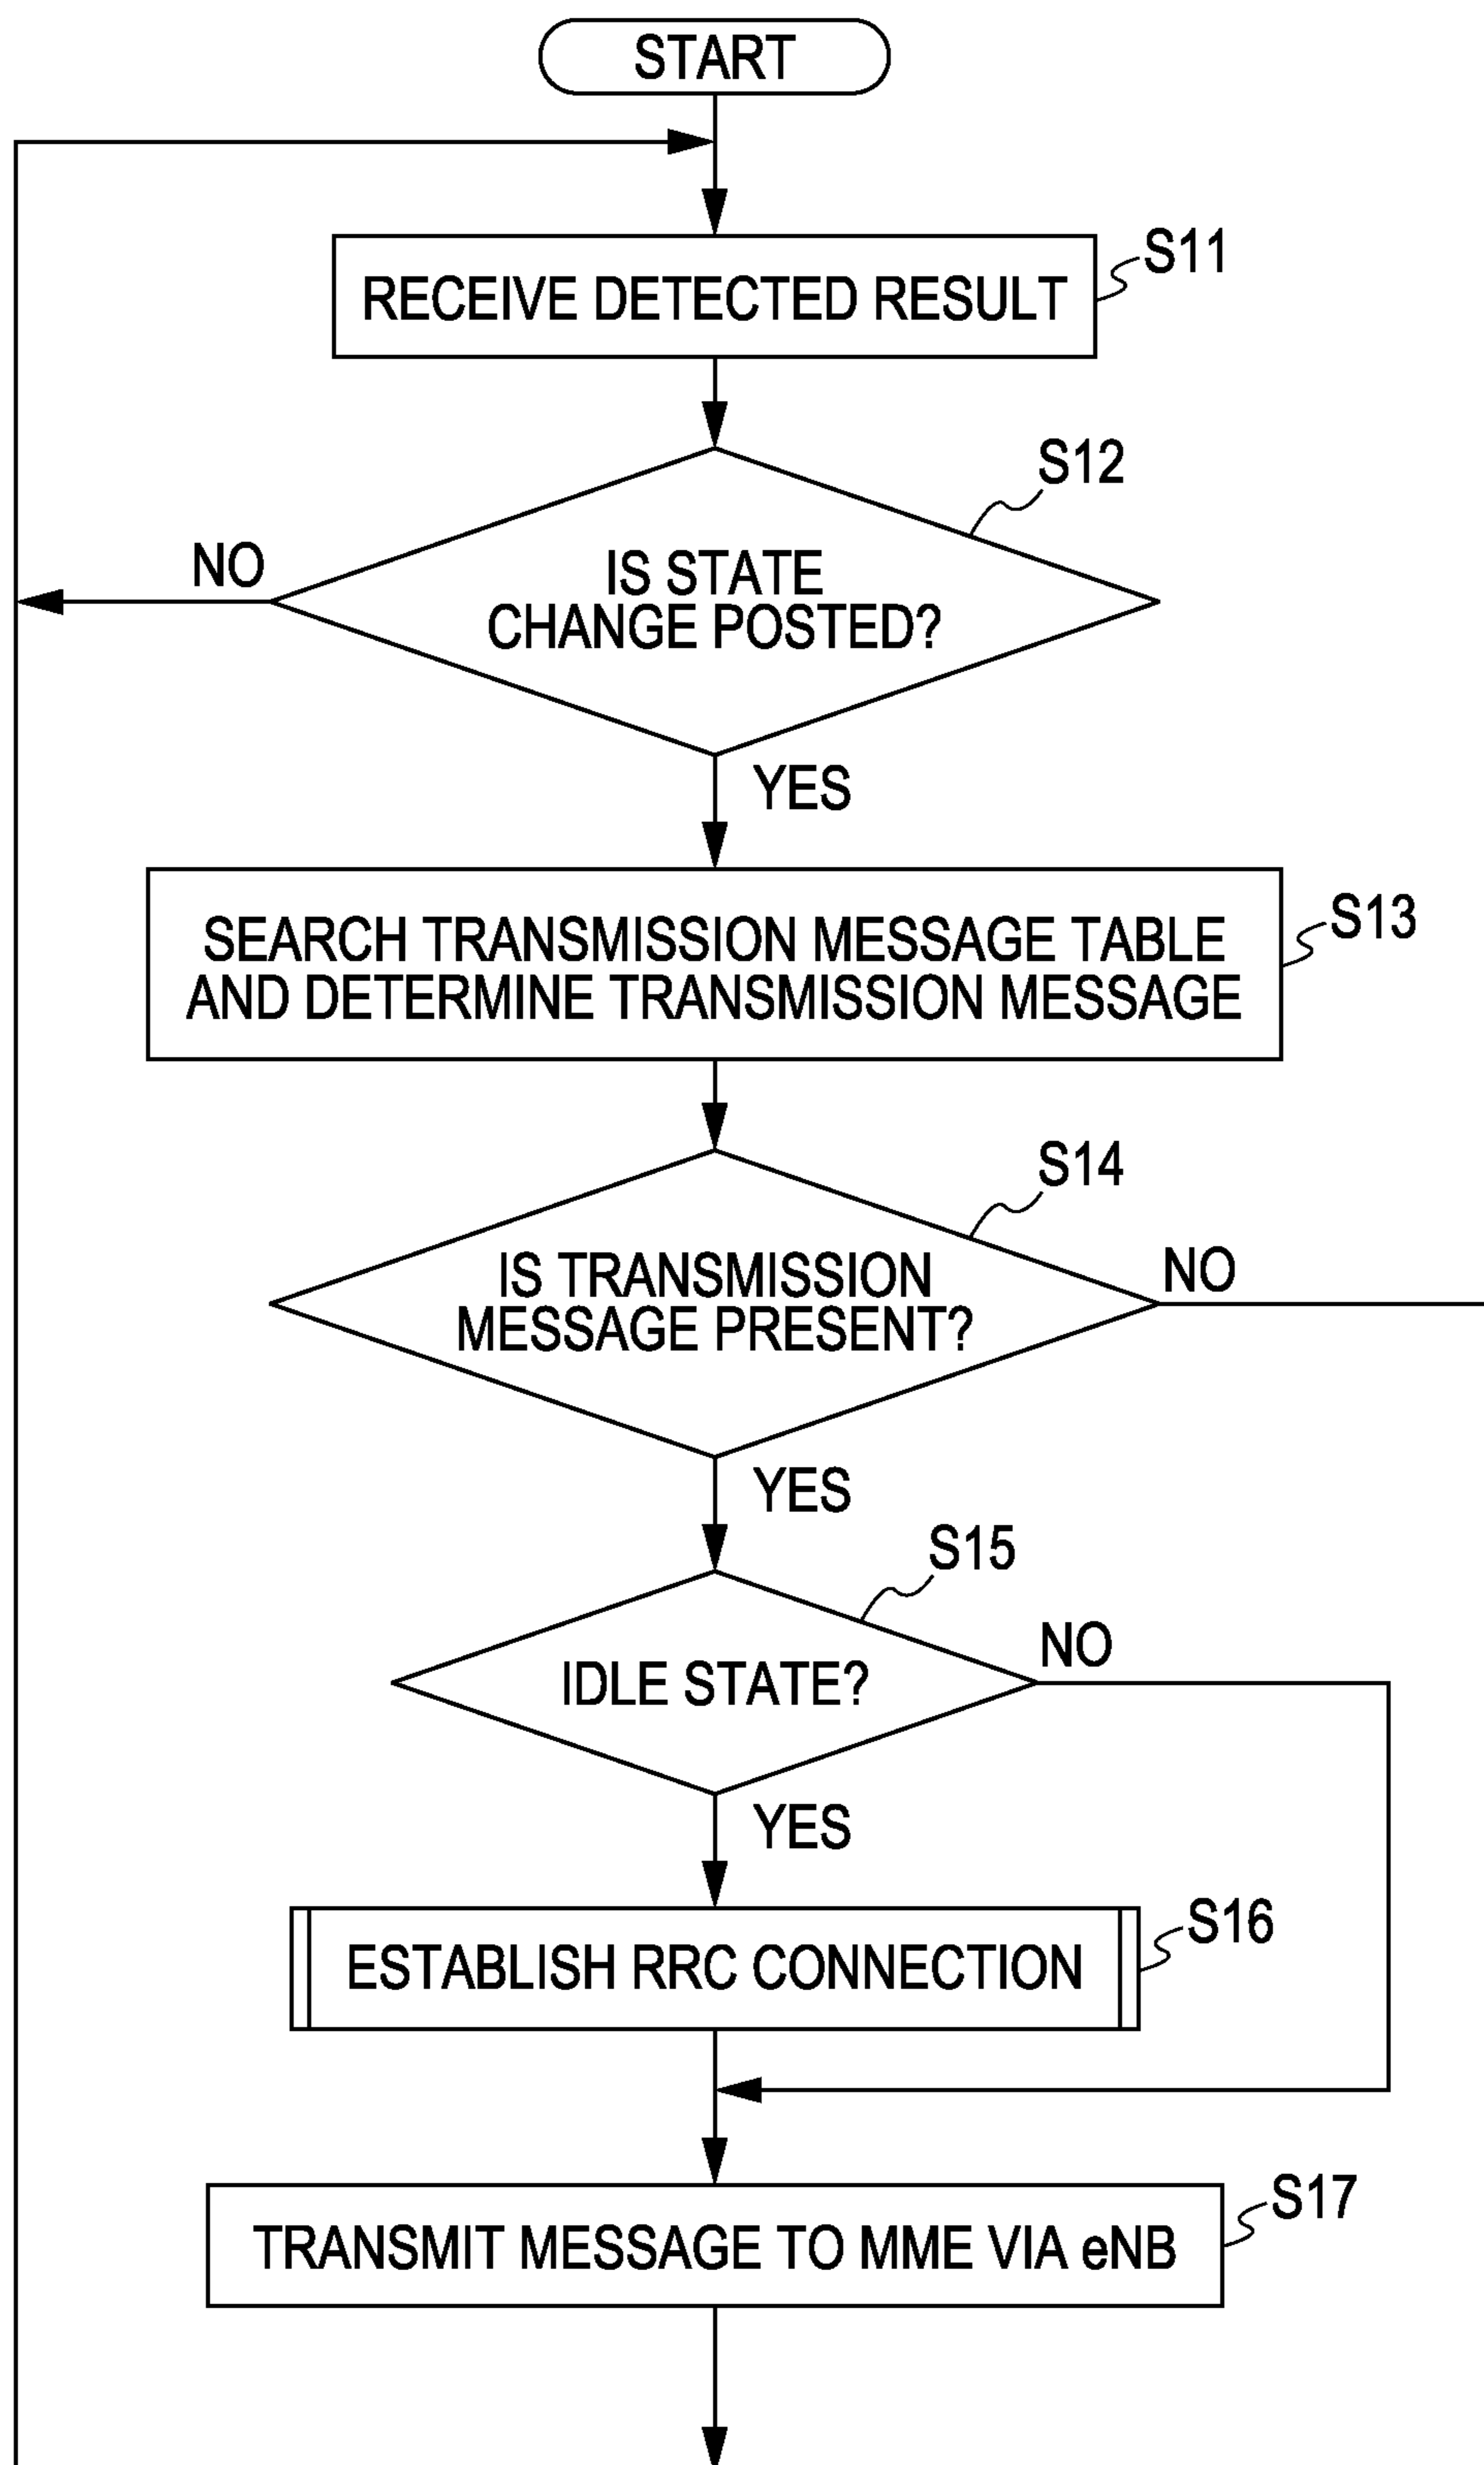 START
RECEIVE DETECTED RESULT
S11
S12
IS STATE
CHANGE POSTED?
NO
YES
SEARCH TRANSMISSION MESSAGE TABLE
AND DETERMINE TRANSMISSION MESSAGE
S13
S14
IS TRANSMISSION
MESSAGE PRESENT?
NO
YES
S15
IDLE STATE?
NO
YES
ESTABLISH RRC CONNECTION
S16
TRANSMIT MESSAGE TO MME VIA eNB
S17